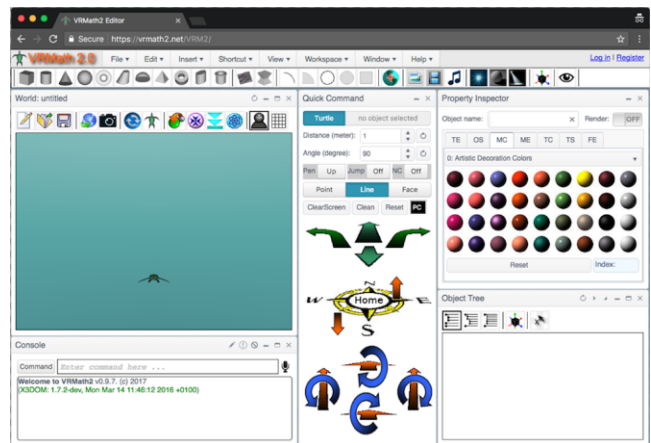 VRMath2 Editor
Secure https://vrmath2.net/VRM2/
VRMath 2.0 File Edit Insert Shortcut View Workspace Window Help Log in | Register
World: untitled
Quick Command
Turtle no object selected
Distance (meter): 1
Angle (degree): 90
Pen Up Jump Off NC Off
Point Line Face
ClearScreen Clean Reset PC
W Home E
S
Property Inspector
Object name: Render: OFF
TE OS MC ME TC TS FE
0: Artistic Decoration Colors
Reset Index:
Object Tree
Console
Command Enter command here ...
Welcome to VRMath2 v0.9.7. (c) 2017
(X3DOM: 1.7.2-dev, Mon Mar 14 11:46:12 2016 +0100)